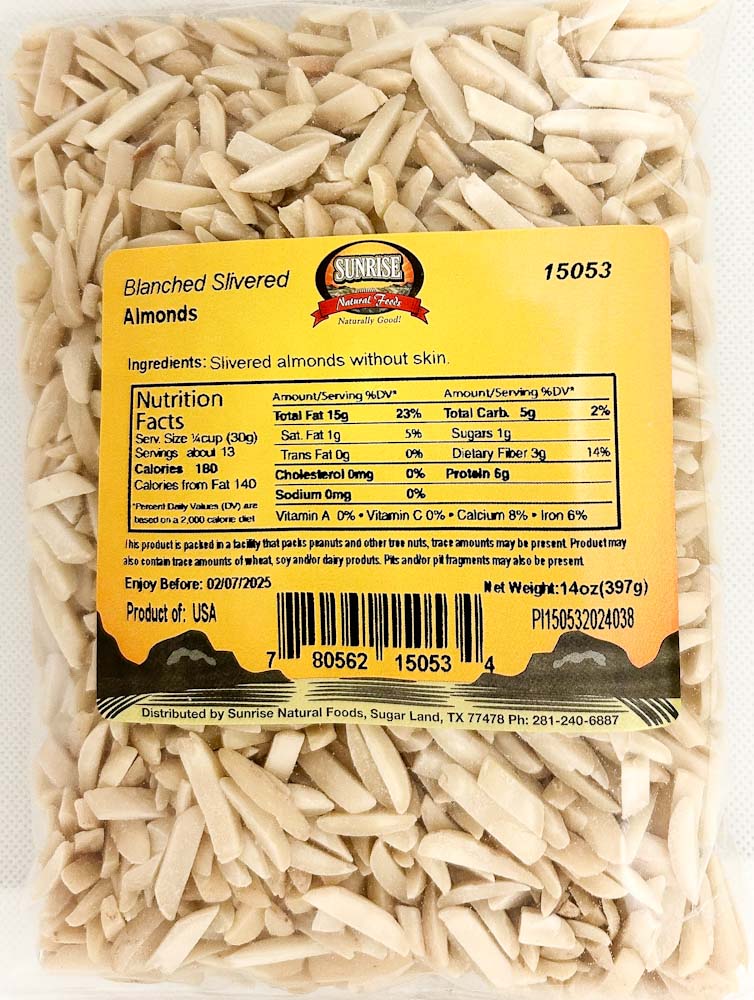 SUNRISE
Natural Foods
Naturally Good!
Blanched Slivered
Almonds
15053
Ingredients: Slivered almonds without skin.
Nutrition
Facts
Serv. Size ¼cup (30g)
Servings about 13
Calories 180
Calories from Fat 140
*Percent Daily Values (DV) are
based on a 2,000 calorie diet
Amount/Serving %DV*
Total Fat 15g 23%
Sat. Fat 1g 5%
Trans Fat 0g 0%
Cholesterol 0mg 0%
Sodium 0mg 0%
Amount/Serving %DV*
Total Carb. 5g 2%
Sugars 1g
Dietary Fiber 3g 14%
Protein 6g
Vitamin A 0% • Vitamin C 0% • Calcium 8% • Iron 6%
This product is packed in a facility that packs peanuts and other tree nuts, trace amounts may be present. Product may
also contain trace amounts of wheat, soy and/or dairy produts. Pits and/or pit fragments may also be present
Enjoy Before: 02/07/2025
Net Weight:14oz(397g)
Product of: USA
PI150532024038
7 80562 15053 4
Distributed by Sunrise Natural Foods, Sugar Land, TX 77478 Ph: 281-240-6887